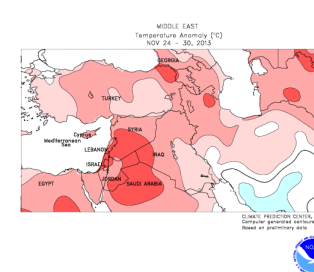 MIDDLE EAST
Temperature Anomaly (°C)
NOV 24 - 30, 2013
GEORGIA
TURKEY
Cyprus
SYRIA
Mediterranean
Sea
LEBANON
IRAQ
ISRAEL
JORDAN
EGYPT
SAUDI ARABIA
CLIMATE PREDICTION CENTER,
Computer generated contours
Based on preliminary data